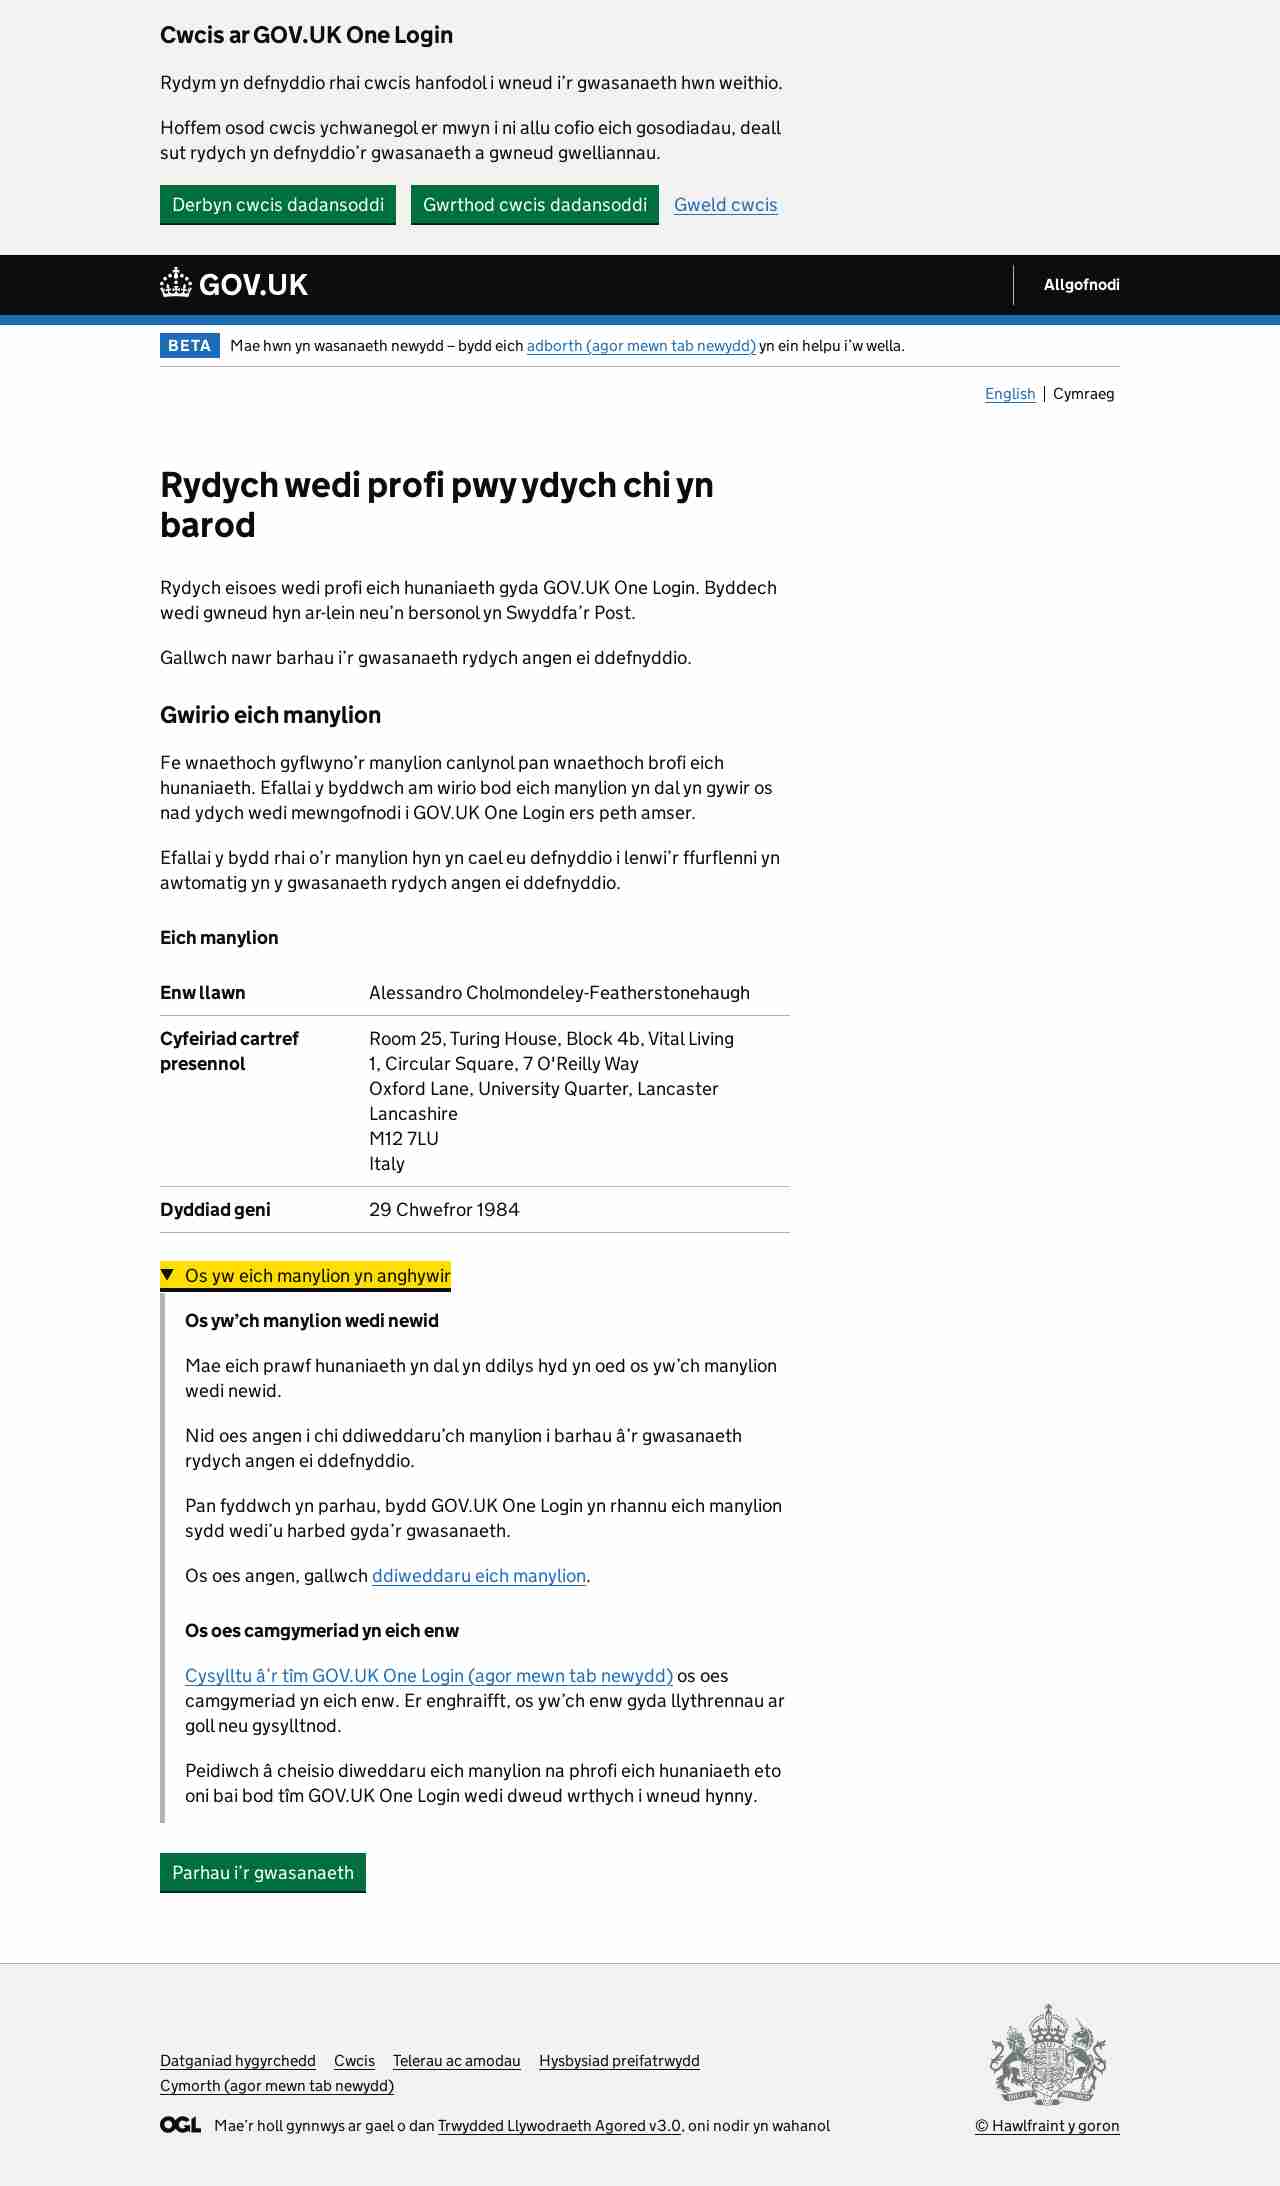 Cwcis ar GOV.UK One Login
Rydym yn defnyddio rhai cwcis hanfodol i wneud i’r gwasanaeth hwn weithio.
Hoffem osod cwcis ychwanegol er mwyn i ni allu cofio eich gosodiadau, deall
sut rydych yn defnyddio’r gwasanaeth a gwneud gwelliannau.
Derbyn cwcis dadansoddi Gwrthod cwcis dadansoddi Gweld cwcis
GOV.UK Allgofnodi
BETA Mae hwn yn wasanaeth newydd – bydd eich adborth (agor mewn tab newydd) yn ein helpu i’w wella.
English Cymraeg
Rydych wedi profi pwy ydych chi yn
barod
Rydych eisoes wedi profi eich hunaniaeth gyda GOV.UK One Login. Byddech
wedi gwneud hyn ar-lein neu’n bersonol yn Swyddfa’r Post.
Gallwch nawr barhau i’r gwasanaeth rydych angen ei ddefnyddio.
Gwirio eich manylion
Fe wnaethoch gyflwyno’r manylion canlynol pan wnaethoch brofi eich
hunaniaeth. Efallai y byddwch am wirio bod eich manylion yn dal yn gywir os
nad ydych wedi mewngofnodi i GOV.UK One Login ers peth amser.
Efallai y bydd rhai o’r manylion hyn yn cael eu defnyddio i lenwi’r ffurflenni yn
awtomatig yn y gwasanaeth rydych angen ei ddefnyddio.
Eich manylion
Enw llawn Alessandro Cholmondeley-Featherstonehaugh
Cyfeiriad cartref
presennol
Room 25, Turing House, Block 4b, Vital Living
1, Circular Square, 7 O'Reilly Way
Oxford Lane, University Quarter, Lancaster
Lancashire
M12 7LU
Italy
Dyddiad geni 29 Chwefror 1984
Os yw eich manylion yn anghywir
Os yw’ch manylion wedi newid
Mae eich prawf hunaniaeth yn dal yn ddilys hyd yn oed os yw’ch manylion
wedi newid.
Nid oes angen i chi ddiweddaru’ch manylion i barhau â’r gwasanaeth
rydych angen ei ddefnyddio.
Pan fyddwch yn parhau, bydd GOV.UK One Login yn rhannu eich manylion
sydd wedi’u harbed gyda’r gwasanaeth.
Os oes angen, gallwch ddiweddaru eich manylion.
Os oes camgymeriad yn eich enw
Cysylltu â’r tîm GOV.UK One Login (agor mewn tab newydd) os oes
camgymeriad yn eich enw. Er enghraifft, os yw’ch enw gyda llythrennau ar
goll neu gysylltnod.
Peidiwch â cheisio diweddaru eich manylion na phrofi eich hunaniaeth eto
oni bai bod tîm GOV.UK One Login wedi dweud wrthych i wneud hynny.
Parhau i’r gwasanaeth
Datganiad hygyrchedd Cwcis Telerau ac amodau Hysbysiad preifatrwydd
Cymorth (agor mewn tab newydd)
OGL Mae’r holl gynnwys ar gael o dan Trwydded Llywodraeth Agored v3.0, oni nodir yn wahanol
© Hawlfraint y goron